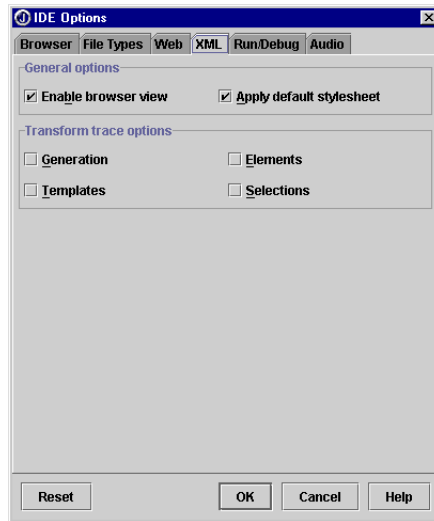 IDE Options
Browser File Types Web XML Run/Debug Audio
General options
Enable browser view Apply default stylesheet
Transform trace options
Generation Elements
Templates Selections
Reset OK Cancel Help